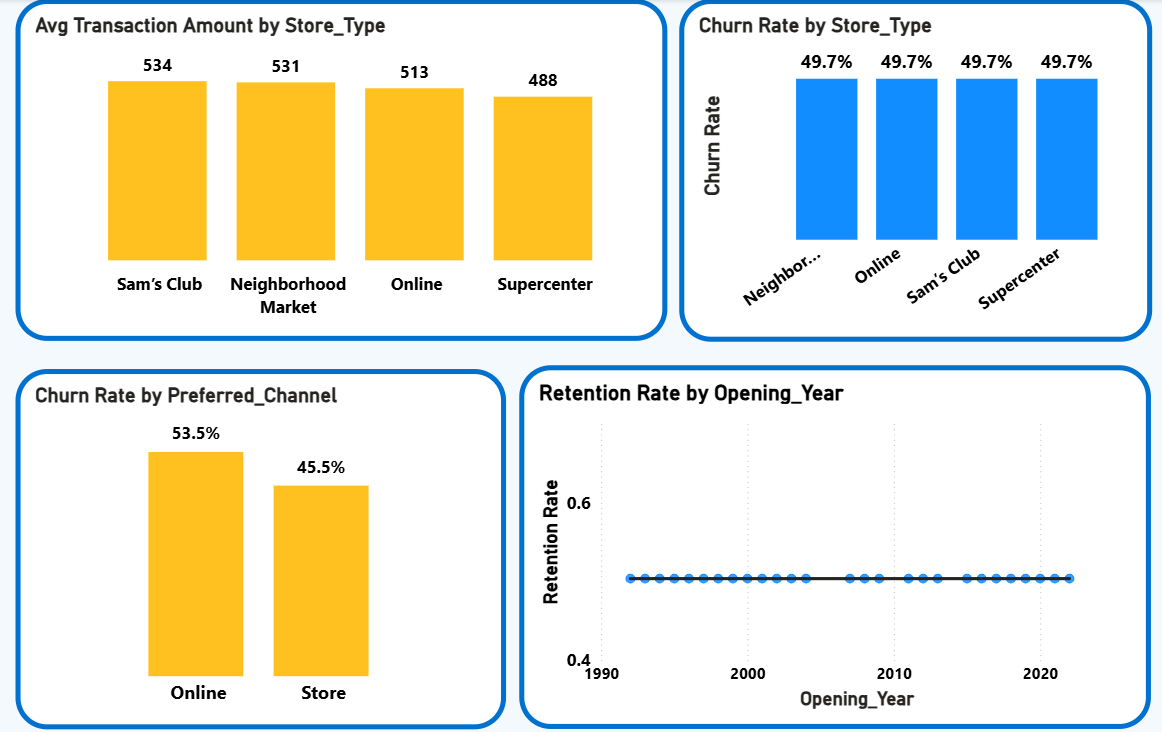 Avg Transaction Amount by Store_Type
534
531
513
488
Sam's Club
Neighborhood
Market
Online
Supercenter
Churn Rate by Store_Type
Churn Rate
49.7%
49.7%
49.7%
49.7%
Neighbor...
Online
Sam's Club
Supercenter
Churn Rate by Preferred_Channel
53.5%
45.5%
Online
Store
Retention Rate by Opening_Year
Retention Rate
0.6
0.4
1990
2000
2010
2020
Opening_Year